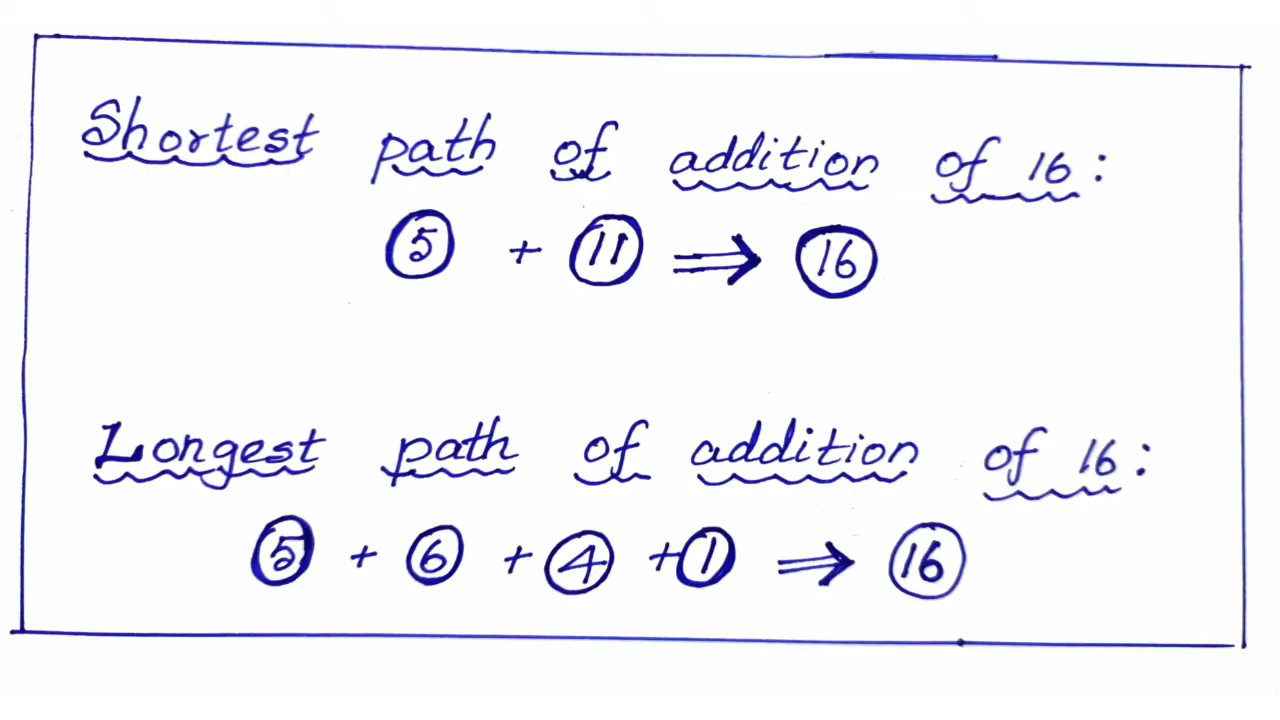 Shortest path of addition of 16:
5 + 11 ⇒ 16
Longest path of addition of 16:
5 + 6 + 4 + 1 ⇒ 16